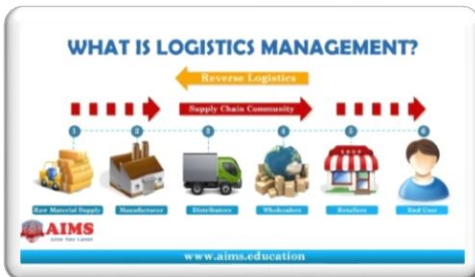 WHAT IS LOGISTICS MANAGEMENT?
Reverse Logistics
Supply Chain Community
1 2 3 4 5 6
Raw Material Supply Manufacturer Distributors Wholesalers Retailers End User
SHOP
AIMS
www.aims.education